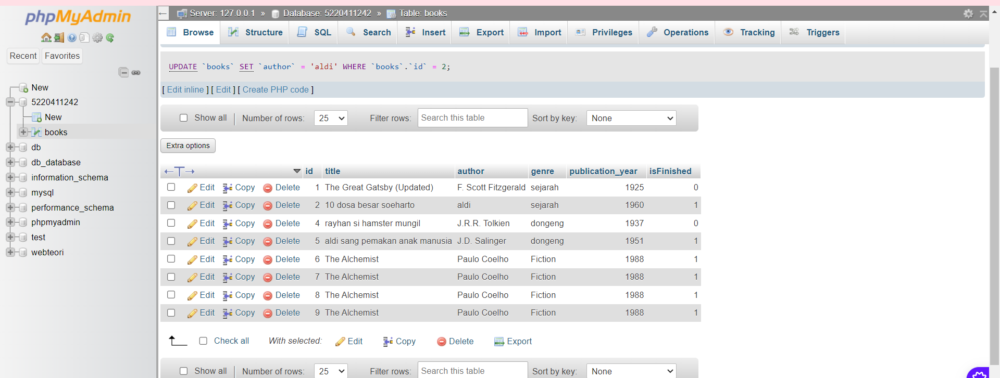 phpMyAdmin
Recent Favorites
New
5220411242
New
books
db
db_database
information_schema
mysql
performance_schema
phpmyadmin
test
webteori
Server: 127.0.0.1 » Database: 5220411242 » Table: books
Browse Structure SQL Search Insert Export Import Privileges Operations Tracking Triggers
UPDATE `books` SET `author` = 'aldi' WHERE `books`.`id` = 2;
[ Edit inline ] [ Edit ] [ Create PHP code ]
Show all Number of rows: 25 Filter rows: Search this table Sort by key: None
Extra options
←T→ id title author genre publication_year isFinished
Edit Copy Delete 1 The Great Gatsby (Updated) F. Scott Fitzgerald sejarah 1925 0
Edit Copy Delete 2 10 dosa besar soeharto aldi sejarah 1960 1
Edit Copy Delete 4 rayhan si hamster mungil J.R.R. Tolkien dongeng 1937 0
Edit Copy Delete 5 aldi sang pemakan anak manusia J.D. Salinger dongeng 1951 1
Edit Copy Delete 6 The Alchemist Paulo Coelho Fiction 1988 1
Edit Copy Delete 7 The Alchemist Paulo Coelho Fiction 1988 1
Edit Copy Delete 8 The Alchemist Paulo Coelho Fiction 1988 1
Edit Copy Delete 9 The Alchemist Paulo Coelho Fiction 1988 1
Check all With selected: Edit Copy Delete Export
Show all Number of rows: 25 Filter rows: Search this table Sort by key: None